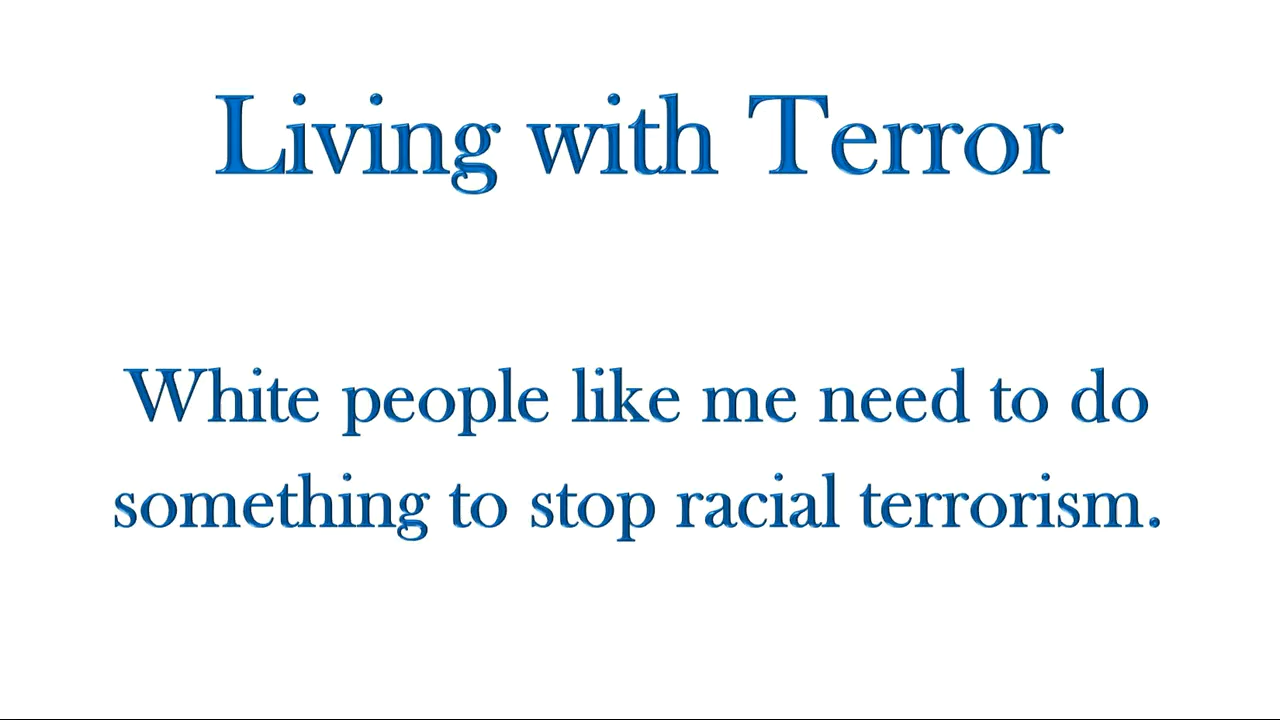 Living with Terror
White people like me need to do
something to stop racial terrorism.